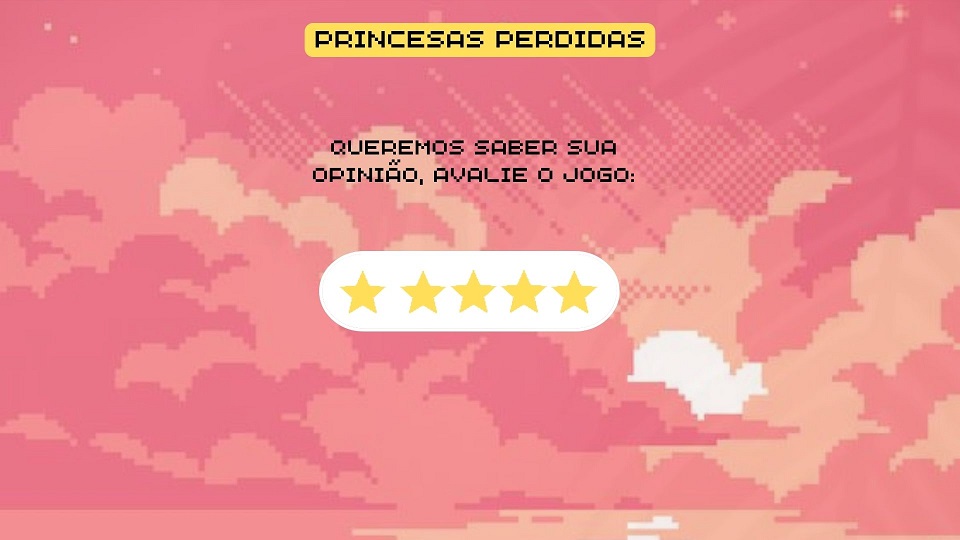 PRINCESAS PERDIDAS
QUEREMOS SABER SUA
OPINIÃO, AVALIE O JOGO: